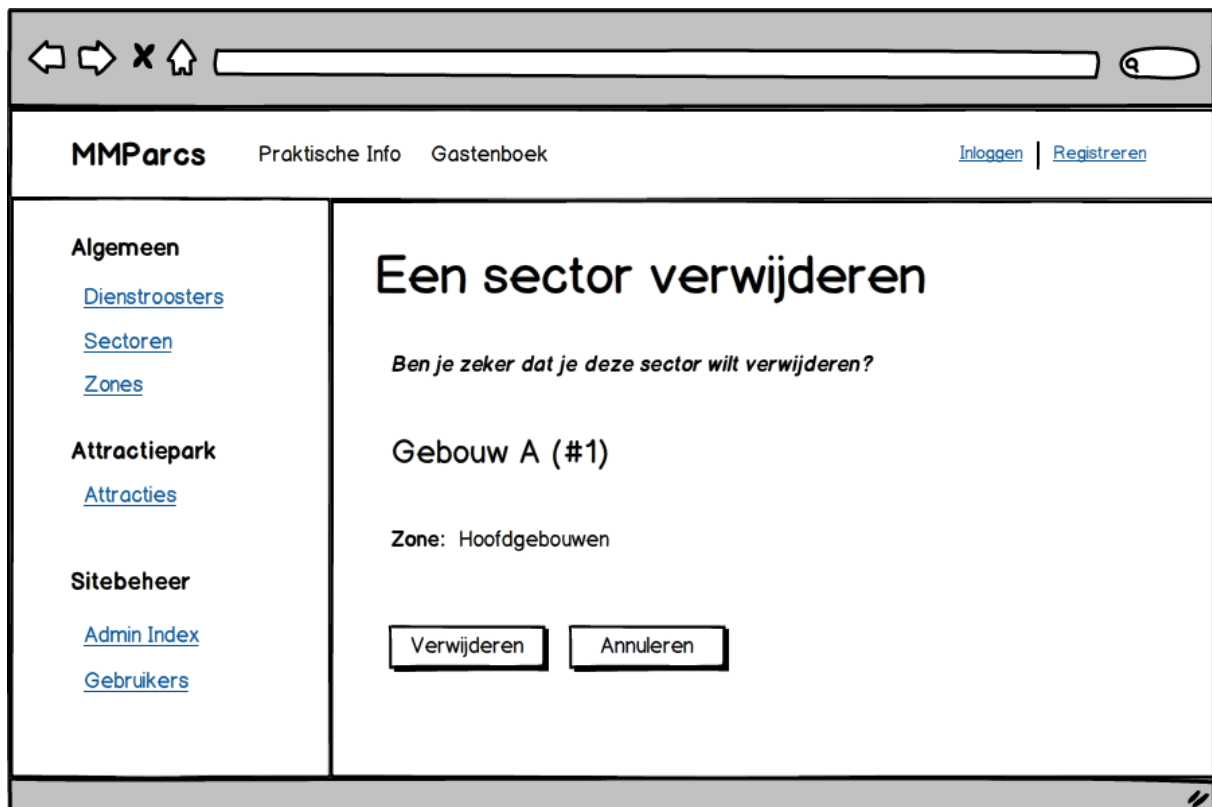 MMParcs Praktische Info Gastenboek Inloggen Registreren
Algemeen
Dienstroosters
Sectoren
Zones
Attractiepark
Attracties
Sitebeheer
Admin Index
Gebruikers
Een sector verwijderen
Ben je zeker dat je deze sector wilt verwijderen?
Gebouw A (#1)
Zone: Hoofdgebouwen
Verwijderen Annuleren